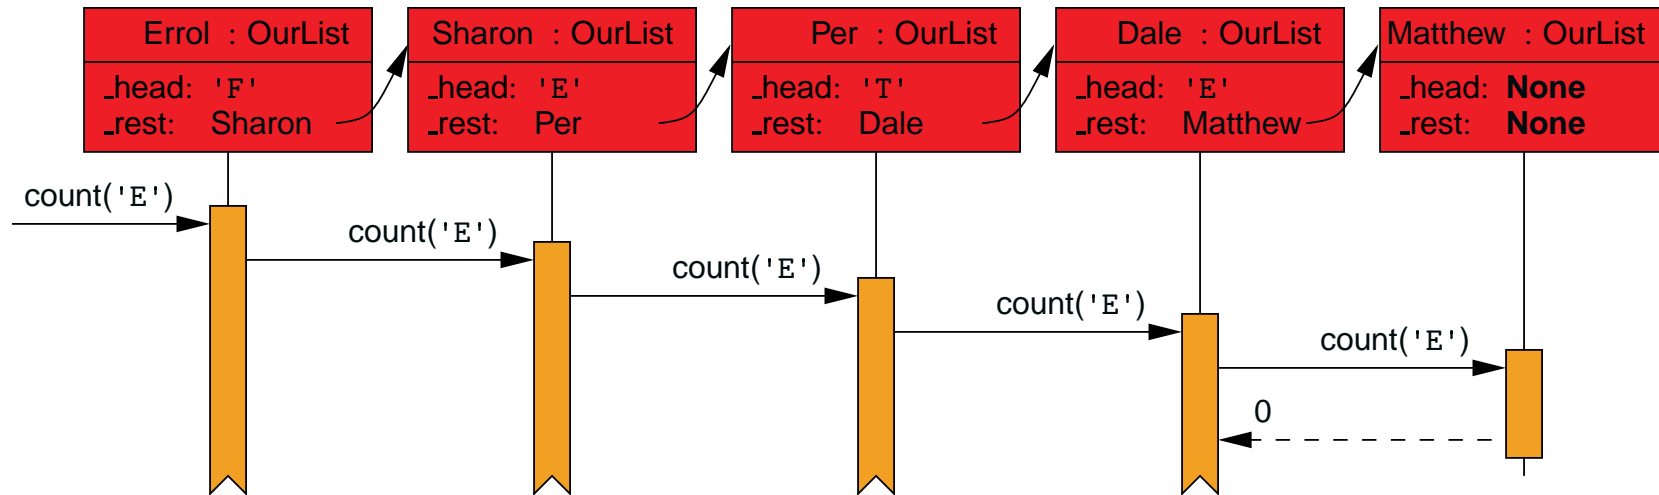 Errol : OurList
_head: 'F'
_rest: Sharon
Sharon : OurList
_head: 'E'
_rest: Per
Per : OurList
_head: 'T'
_rest: Dale
Dale : OurList
_head: 'E'
_rest: Matthew
Matthew : OurList
_head: None
_rest: None
count('E')
count('E')
count('E')
count('E')
count('E')
0